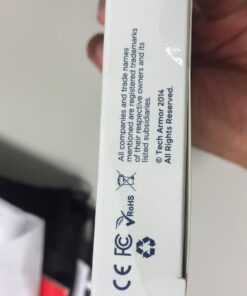 All companies and trade names
mentioned are registered trademarks
of their respective owners and its
listed subsidiaries.
© Tech Armor 2014
All Rights Reserved.
CE FC RoHS